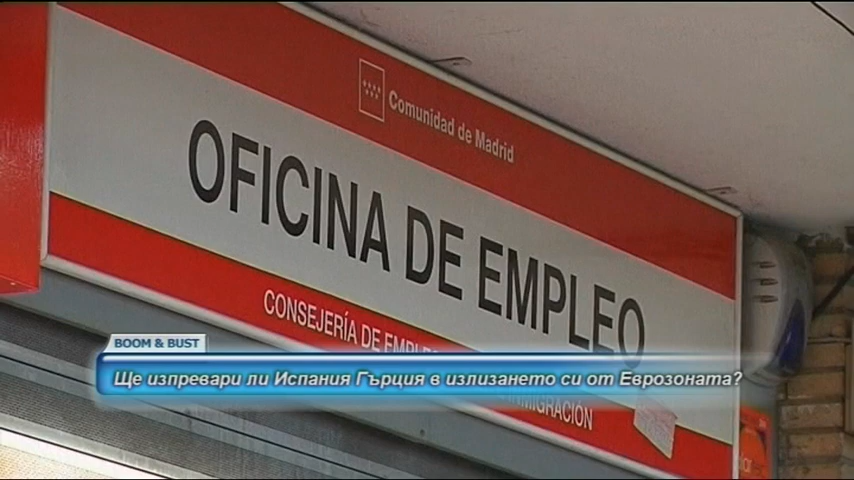 Comunidad de Madrid
OFICINA DE EMPLEO
CONSEJERÍA DE EMPLEO
INMIGRACIÓN
BOOM & BUST
Ще изпревари ли Испания Гърция в излизането си от Еврозоната?